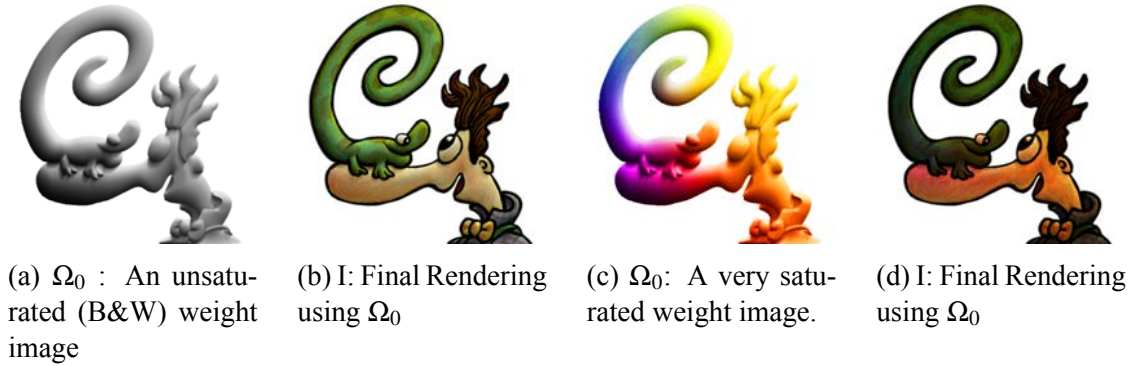 (a) Ω₀ : An unsatu-
rated (B&W) weight
image
(b) I: Final Rendering
using Ω₀
(c) Ω₀: A very satu-
rated weight image.
(d) I: Final Rendering
using Ω₀